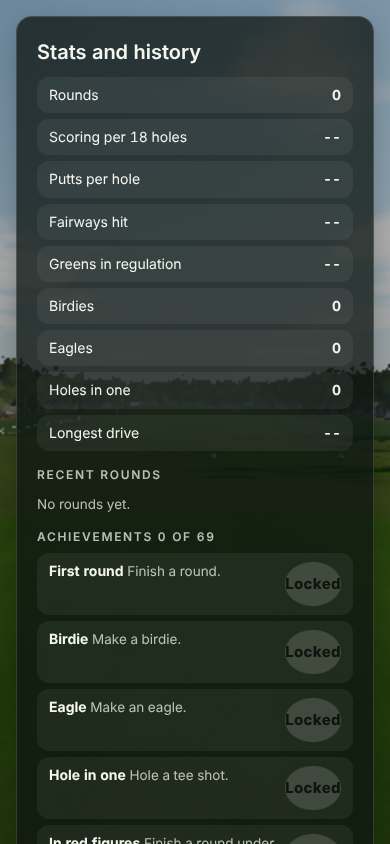 Stats and history
Rounds 0
Scoring per 18 holes --
Putts per hole --
Fairways hit --
Greens in regulation --
Birdies 0
Eagles 0
Holes in one 0
Longest drive --
RECENT ROUNDS
No rounds yet.
ACHIEVEMENTS 0 OF 69
First round Finish a round. Locked
Birdie Make a birdie. Locked
Eagle Make an eagle. Locked
Hole in one Hole a tee shot. Locked
In red figures Finish a round under